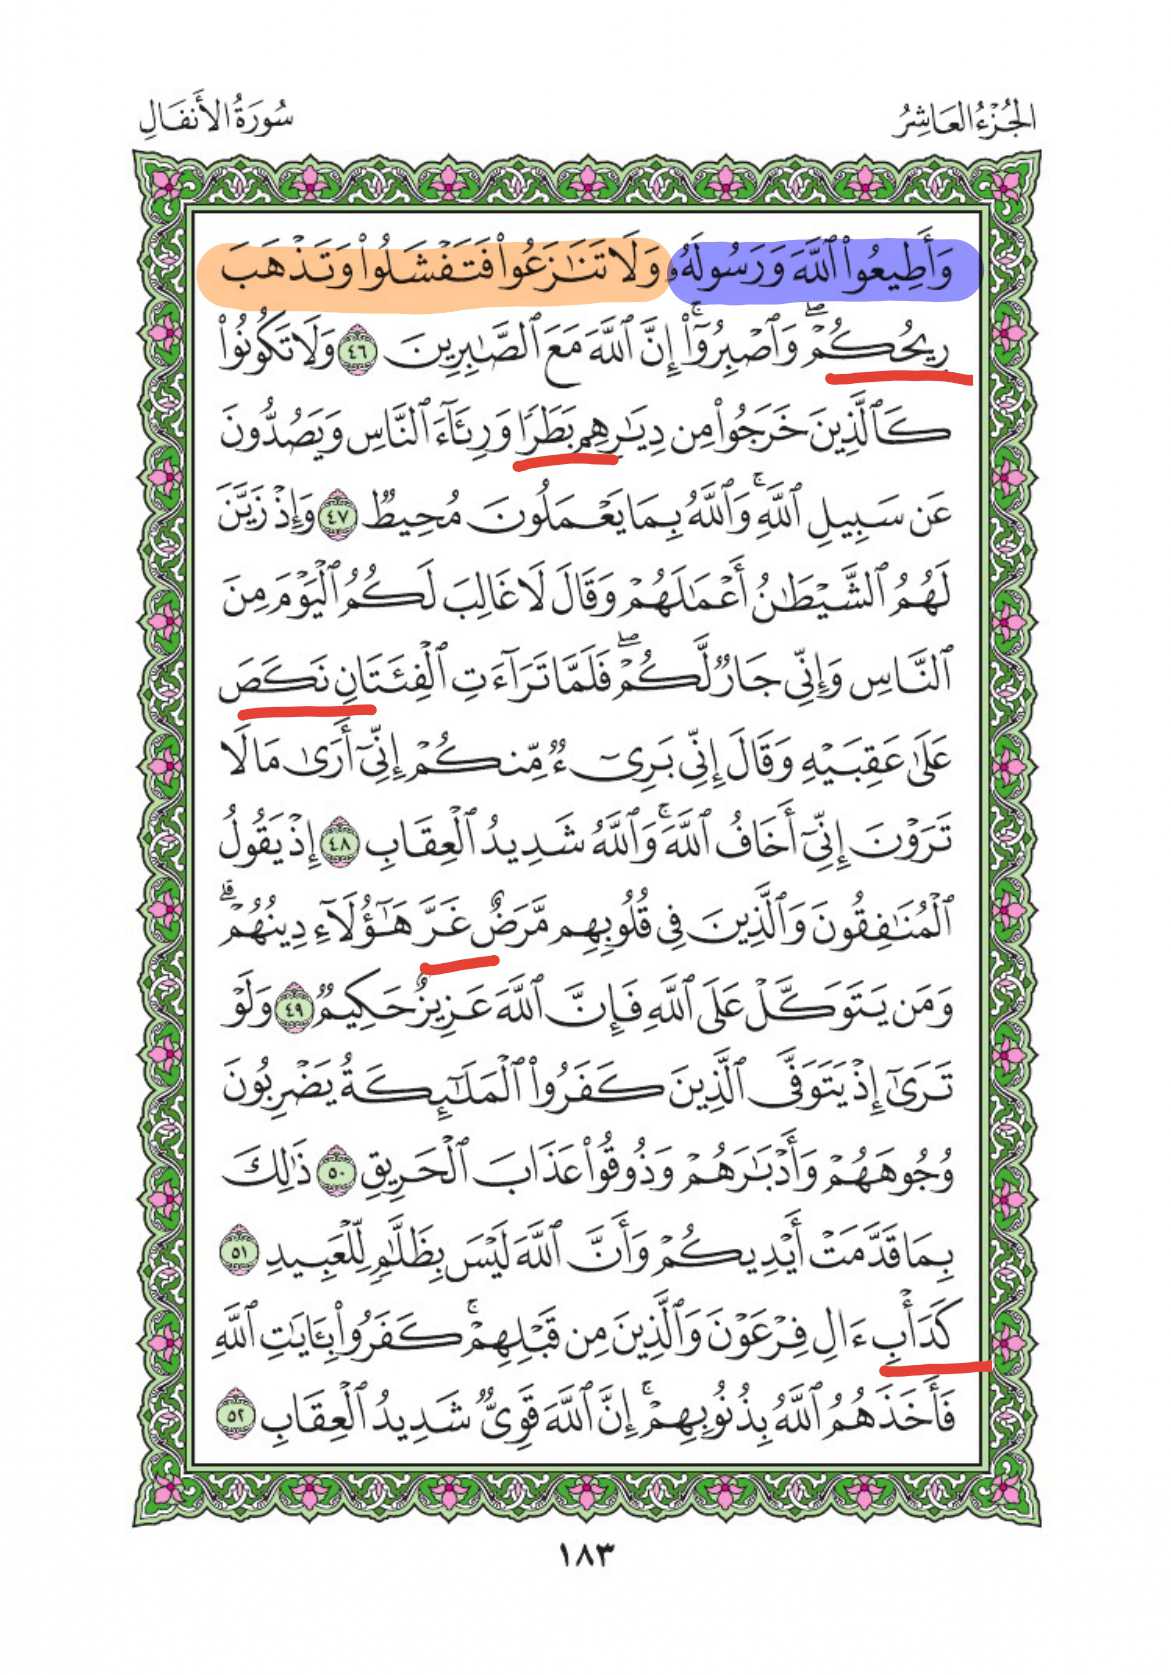 الجُزْءُ العَاشِرُ
سُورَةُ الأَنفَالِ
وَأَطِيعُواْ ٱللَّهَ وَرَسُولَهُۥ وَلَا تَنَٰزَعُواْ فَتَفْشَلُواْ وَتَذْهَبَ
رِيحُكُمْۖ وَٱصْبِرُوٓاْۚ إِنَّ ٱللَّهَ مَعَ ٱلصَّٰبِرِينَ ٤٦ وَلَا تَكُونُواْ
كَٱلَّذِينَ خَرَجُواْ مِن دِيَٰرِهِم بَطَرٗا وَرِئَآءَ ٱلنَّاسِ وَيَصُدُّونَ
عَن سَبِيلِ ٱللَّهِۚ وَٱللَّهُ بِمَا يَعْمَلُونَ مُحِيطٞ ٤٧ وَإِذْ زَيَّنَ
لَهُمُ ٱلشَّيْطَٰنُ أَعْمَٰلَهُمْ وَقَالَ لَا غَالِبَ لَكُمُ ٱلْيَوْمَ مِنَ
ٱلنَّاسِ وَإِنِّي جَارٞ لَّكُمْۖ فَلَمَّا تَرَآءَتِ ٱلْفِئَتَانِ نَكَصَ
عَلَىٰ عَقِبَيْهِ وَقَالَ إِنِّي بَرِيٓءٞ مِّنكُمْ إِنِّيٓ أَرَىٰ مَا لَا
تَرَوْنَ إِنِّيٓ أَخَافُ ٱللَّهَۚ وَٱللَّهُ شَدِيدُ ٱلْعِقَابِ ٤٨ إِذْ يَقُولُ
ٱلْمُنَٰفِقُونَ وَٱلَّذِينَ فِي قُلُوبِهِم مَّرَضٌ غَرَّ هَٰٓؤُلَآءِ دِينُهُمْۗ
وَمَن يَتَوَكَّلْ عَلَى ٱللَّهِ فَإِنَّ ٱللَّهَ عَزِيزٌ حَكِيمٞ ٤٩ وَلَوْ
تَرَىٰٓ إِذْ يَتَوَفَّى ٱلَّذِينَ كَفَرُواْ ٱلْمَلَٰٓئِكَةُ يَضْرِبُونَ
وُجُوهَهُمْ وَأَدْبَٰرَهُمْ وَذُوقُواْ عَذَابَ ٱلْحَرِيقِ ٥٠ ذَٰلِكَ
بِمَا قَدَّمَتْ أَيْدِيكُمْ وَأَنَّ ٱللَّهَ لَيْسَ بِظَلَّٰمٖ لِّلْعَبِيدِ ٥١
كَدَأْبِ ءَالِ فِرْعَوْنَ وَٱلَّذِينَ مِن قَبْلِهِمْۚ كَفَرُواْ بِـَٔايَٰتِ ٱللَّهِ
فَأَخَذَهُمُ ٱللَّهُ بِذُنُوبِهِمْۚ إِنَّ ٱللَّهَ قَوِيّٞ شَدِيدُ ٱلْعِقَابِ ٥٢
١٨٣